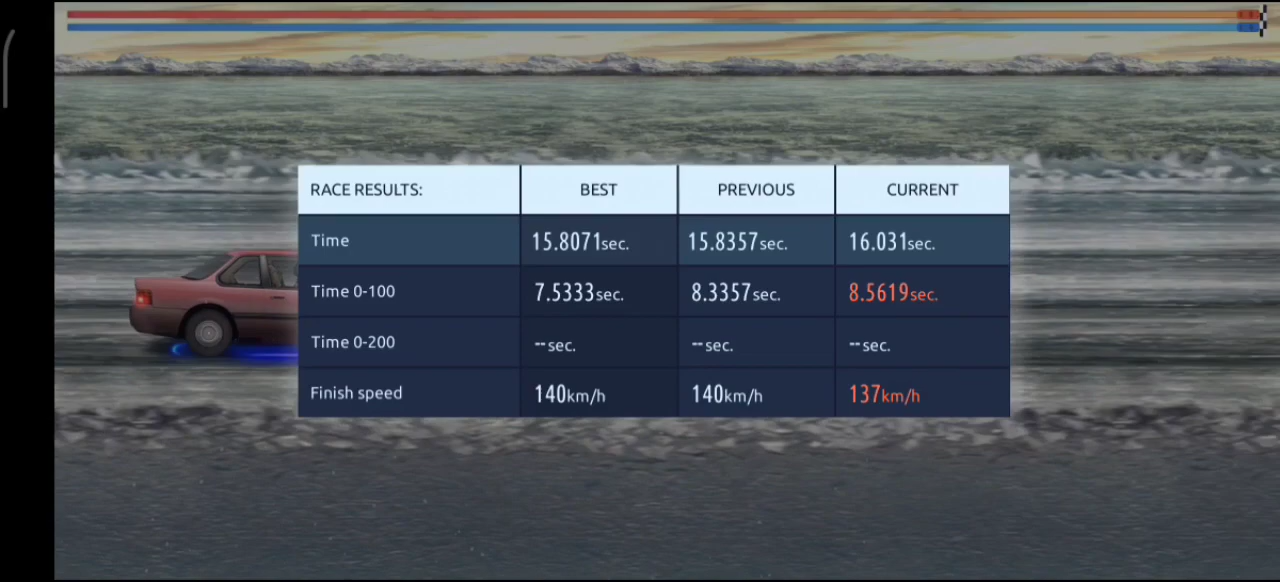 RACE RESULTS: BEST PREVIOUS CURRENT
Time 15.8071sec. 15.8357sec. 16.031sec.
Time 0-100 7.5333sec. 8.3357sec. 8.5619sec.
Time 0-200 --sec. --sec. --sec.
Finish speed 140km/h 140km/h 137km/h